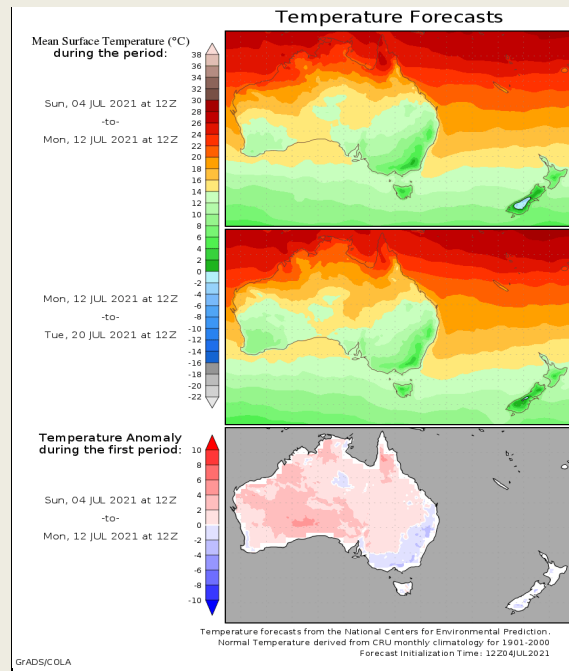 Temperature Forecasts
Mean Surface Temperature (°C)
during the period:
Sun, 04 JUL 2021 at 12Z
-to-
Mon, 12 JUL 2021 at 12Z
Mon, 12 JUL 2021 at 12Z
-to-
Tue, 20 JUL 2021 at 12Z
38
36
34
32
30
28
26
24
22
20
18
16
14
12
10
8
6
4
2
0
-2
-4
-6
-8
-10
-12
-14
-16
-18
-20
-22
Temperature Anomaly
during the first period:
Sun, 04 JUL 2021 at 12Z
-to-
Mon, 12 JUL 2021 at 12Z
10
8
6
4
2
0
-2
-4
-6
-8
-10
Temperature forecasts from the National Centers for Environmental Prediction.
Normal Temperature derived from CRU monthly climatology for 1901-2000
Forecast Initialization Time: 12Z04JUL2021
GrADS/COLA